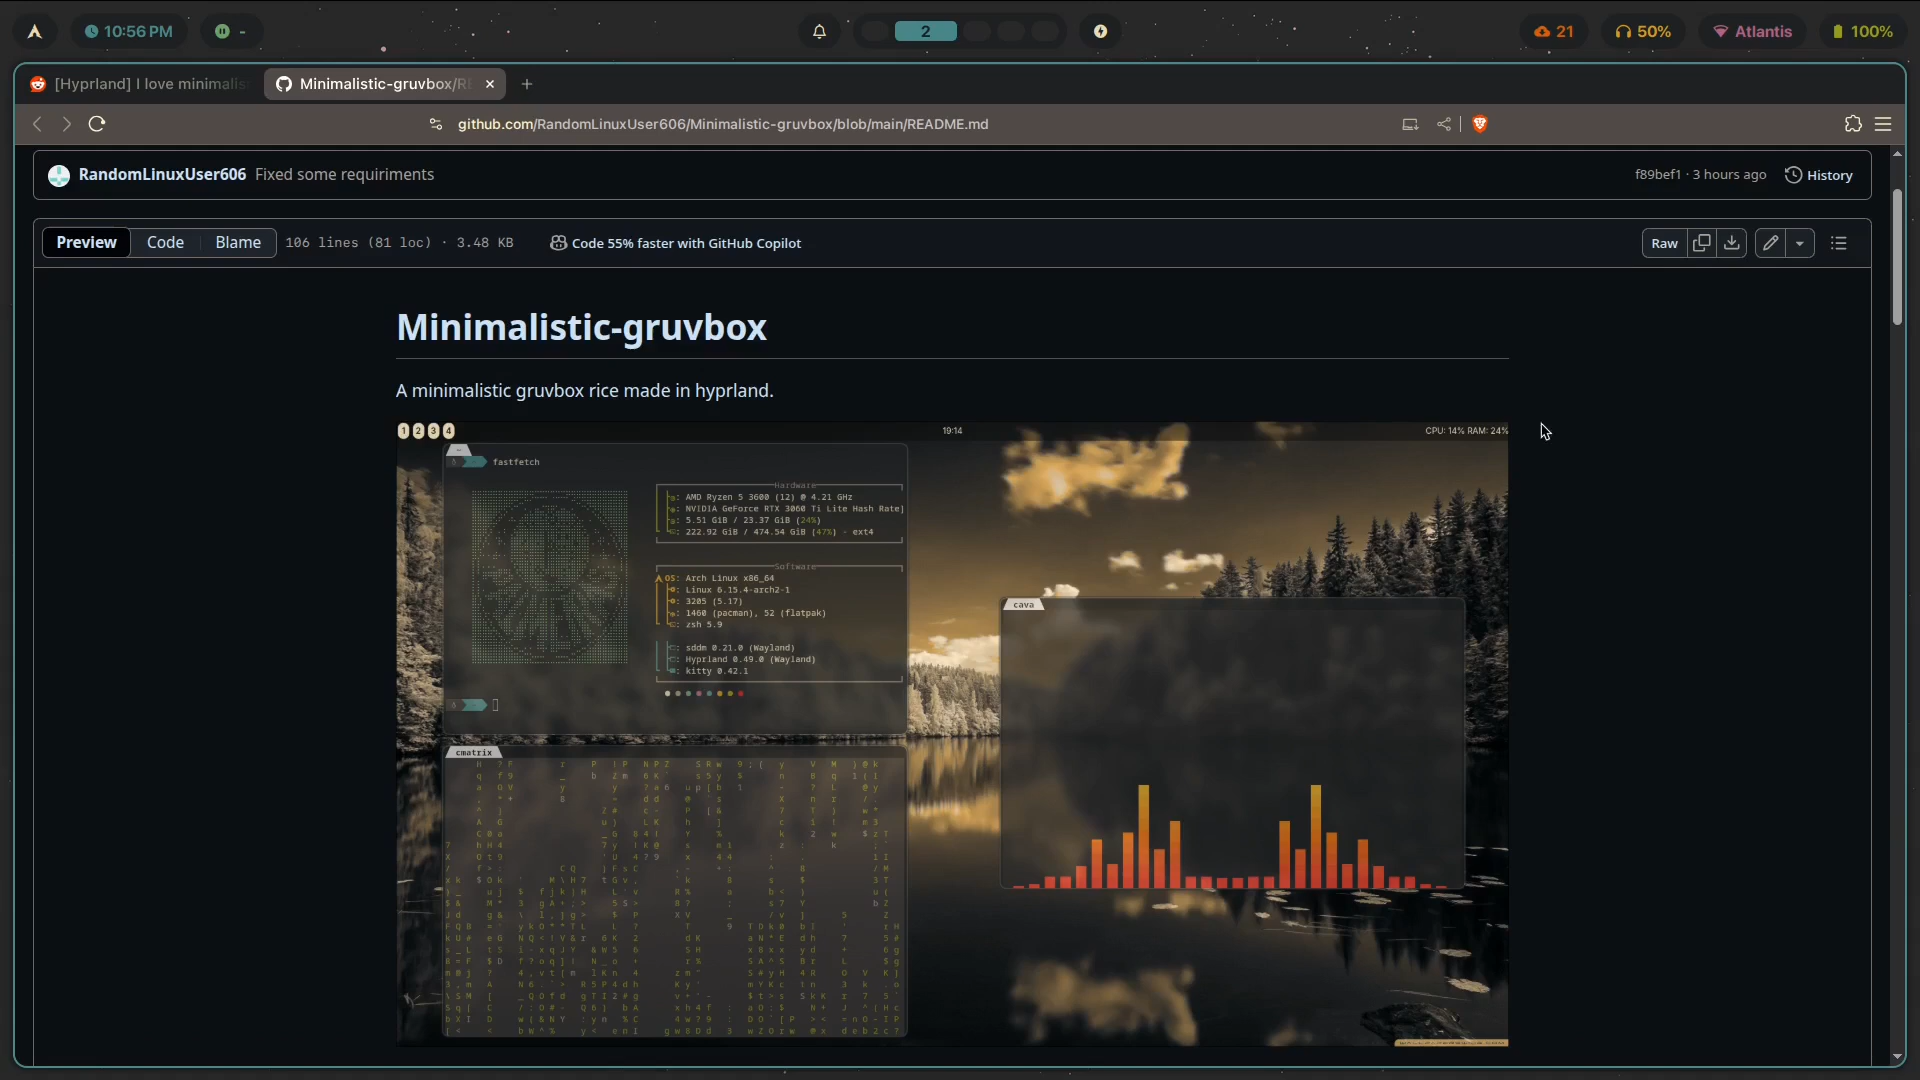 10:56 PM
-
2
21
50%
Atlantis
100%
[Hyprland] I love minimalis
Minimalistic-gruvbox/RE
github.com/RandomLinuxUser606/Minimalistic-gruvbox/blob/main/README.md
RandomLinuxUser606 Fixed some requiriments
f89bef1 · 3 hours ago
History
Preview
Code
Blame
106 lines (81 loc) · 3.48 KB
Code 55% faster with GitHub Copilot
Raw
Minimalistic-gruvbox
A minimalistic gruvbox rice made in hyprland.
1 2 3 4
19:14
CPU: 14% RAM: 24%
~
fastfetch
Hardware
: AMD Ryzen 5 3600 (12) @ 4.21 GHz
: NVIDIA GeForce RTX 3060 Ti Lite Hash Rate]
: 5.51 GiB / 23.37 GiB (24%)
: 222.92 GiB / 474.54 GiB (47%) - ext4
Software
OS: Arch Linux x86_64
: Linux 6.15.4-arch2-1
: 3205 (5.17)
: 1460 (pacman), 52 (flatpak)
: zsh 5.9
: sddm 0.21.0 (Wayland)
: Hyprland 0.49.0 (Wayland)
: kitty 0.42.1
cava
cmatrix